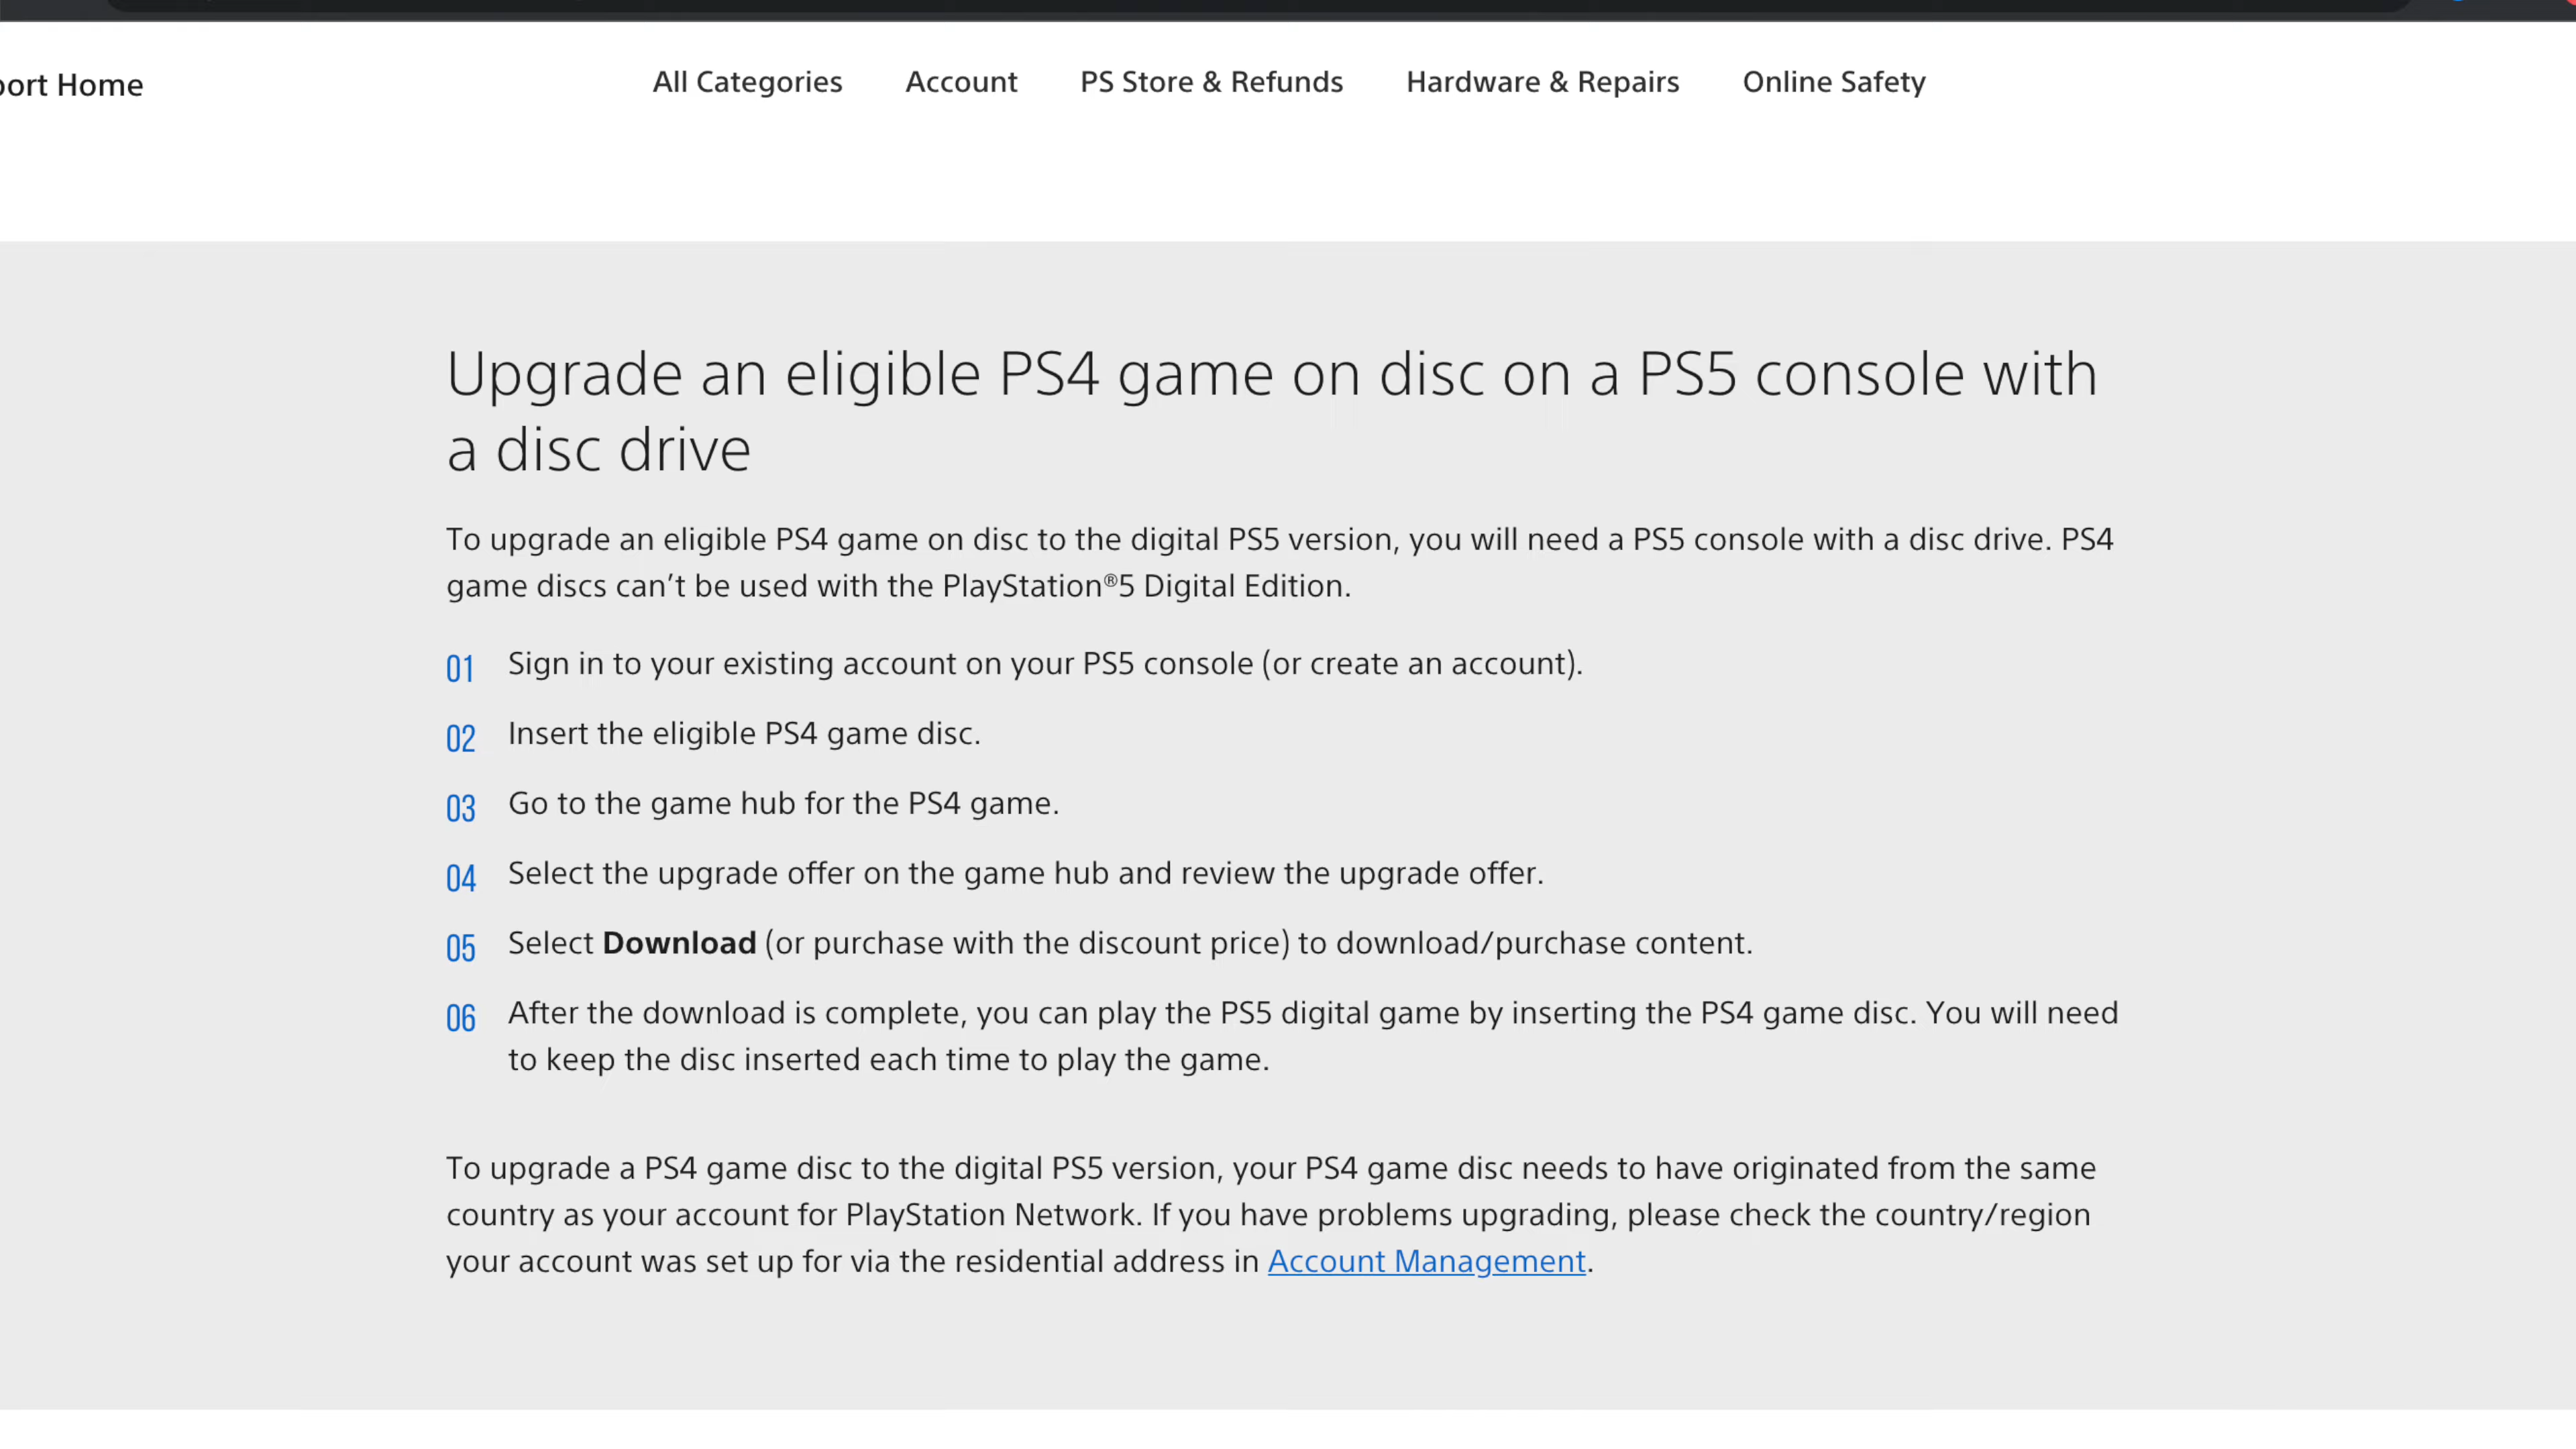 Home
All Categories
Account
PS Store & Refunds
Hardware & Repairs
Online Safety
Upgrade an eligible PS4 game on disc on a PS5 console with
a disc drive
To upgrade an eligible PS4 game on disc to the digital PS5 version, you will need a PS5 console with a disc drive. PS4
game discs can’t be used with the PlayStation®5 Digital Edition.
01 Sign in to your existing account on your PS5 console (or create an account).
02 Insert the eligible PS4 game disc.
03 Go to the game hub for the PS4 game.
04 Select the upgrade offer on the game hub and review the upgrade offer.
05 Select Download (or purchase with the discount price) to download/purchase content.
06 After the download is complete, you can play the PS5 digital game by inserting the PS4 game disc. You will need
to keep the disc inserted each time to play the game.
To upgrade a PS4 game disc to the digital PS5 version, your PS4 game disc needs to have originated from the same
country as your account for PlayStation Network. If you have problems upgrading, please check the country/region
your account was set up for via the residential address in Account Management.